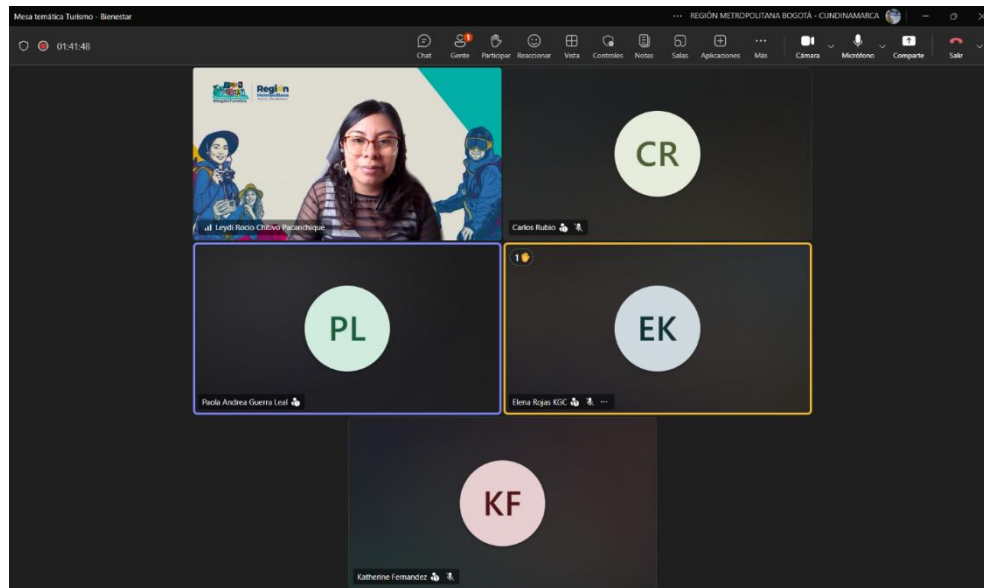 Mesa temática Turismo - Bienestar
REGIÓN METROPOLITANA BOGOTÁ - CUNDINAMARCA
01:41:48
1
Chat Gente Participar Reaccionar Vista Controles Notas Salas Aplicaciones Más Cámara Micrófono Comparte Salir
Región
Metropolitana
Leydi Rocio Chitivo Pacanchique
CR
Carlos Rubio
PL
Paola Andrea Guerra Leal
1
EK
Elena Rojas KGC
KF
Katherine Fernandez